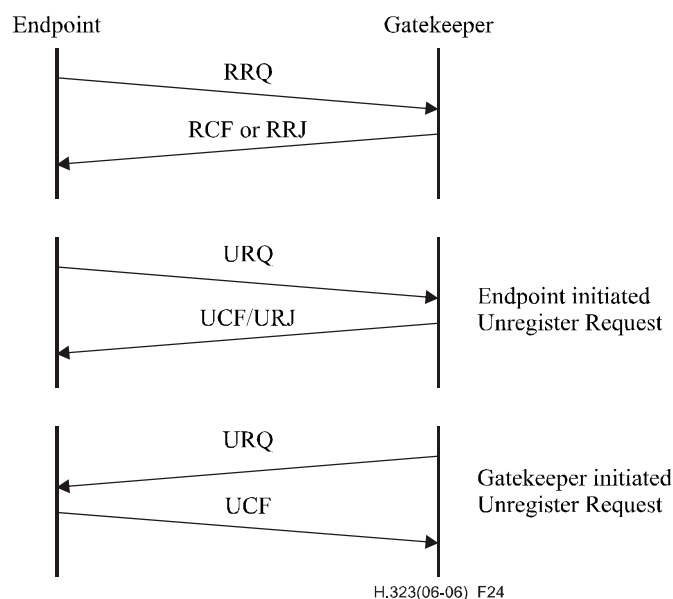 Endpoint
Gatekeeper
RRQ
RCF or RRJ
URQ
UCF/URJ
Endpoint initiated
Unregister Request
URQ
UCF
Gatekeeper initiated
Unregister Request
H.323(06-06)_F24